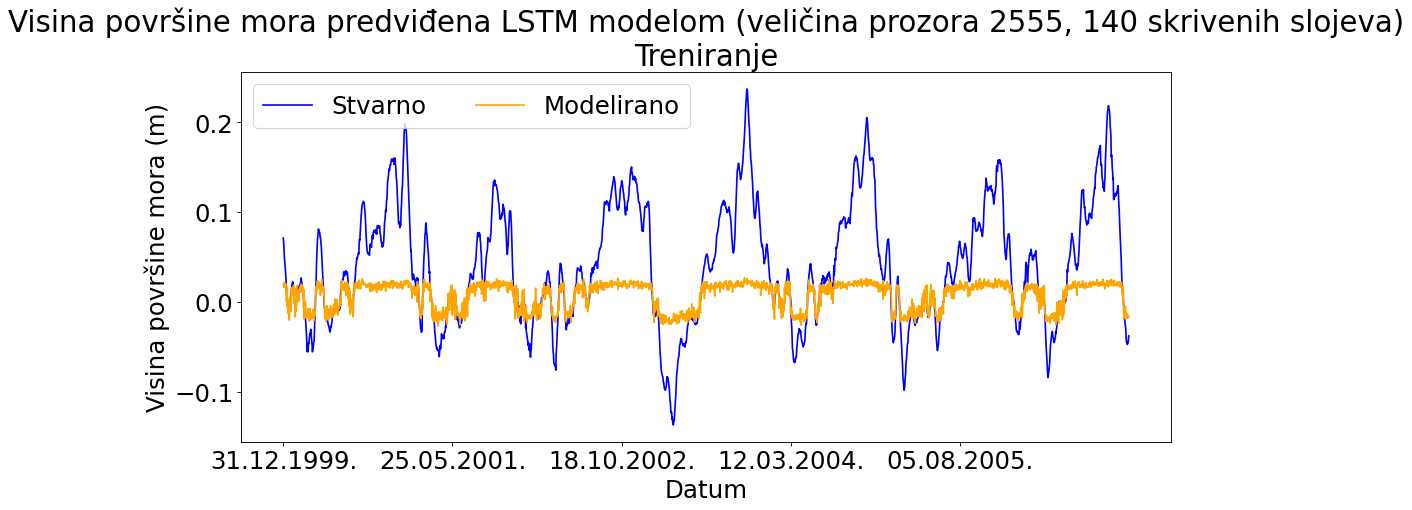 Visina površine mora predviđena LSTM modelom (veličina prozora 2555, 140 skrivenih slojeva)
Treniranje
Stvarno
Modelirano
Visina površine mora (m)
0.2
0.1
0.0
−0.1
31.12.1999.
25.05.2001.
18.10.2002.
12.03.2004.
05.08.2005.
Datum